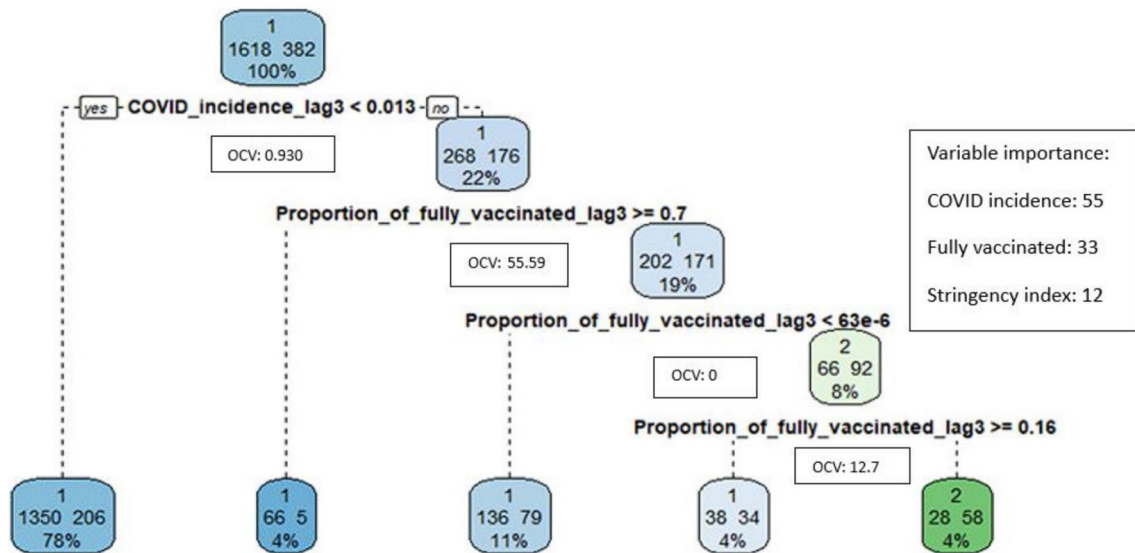 1
1618 382
100%
yes COVID_incidence_lag3 < 0.013 no
OCV: 0.930
1
268 176
22%
Proportion_of_fully_vaccinated_lag3 >= 0.7
OCV: 55.59
1
202 171
19%
Proportion_of_fully_vaccinated_lag3 < 63e-6
OCV: 0
2
66 92
8%
Proportion_of_fully_vaccinated_lag3 >= 0.16
OCV: 12.7
1
1350 206
78%
1
66 5
4%
1
136 79
11%
1
38 34
4%
2
28 58
4%
Variable importance:
COVID incidence: 55
Fully vaccinated: 33
Stringency index: 12